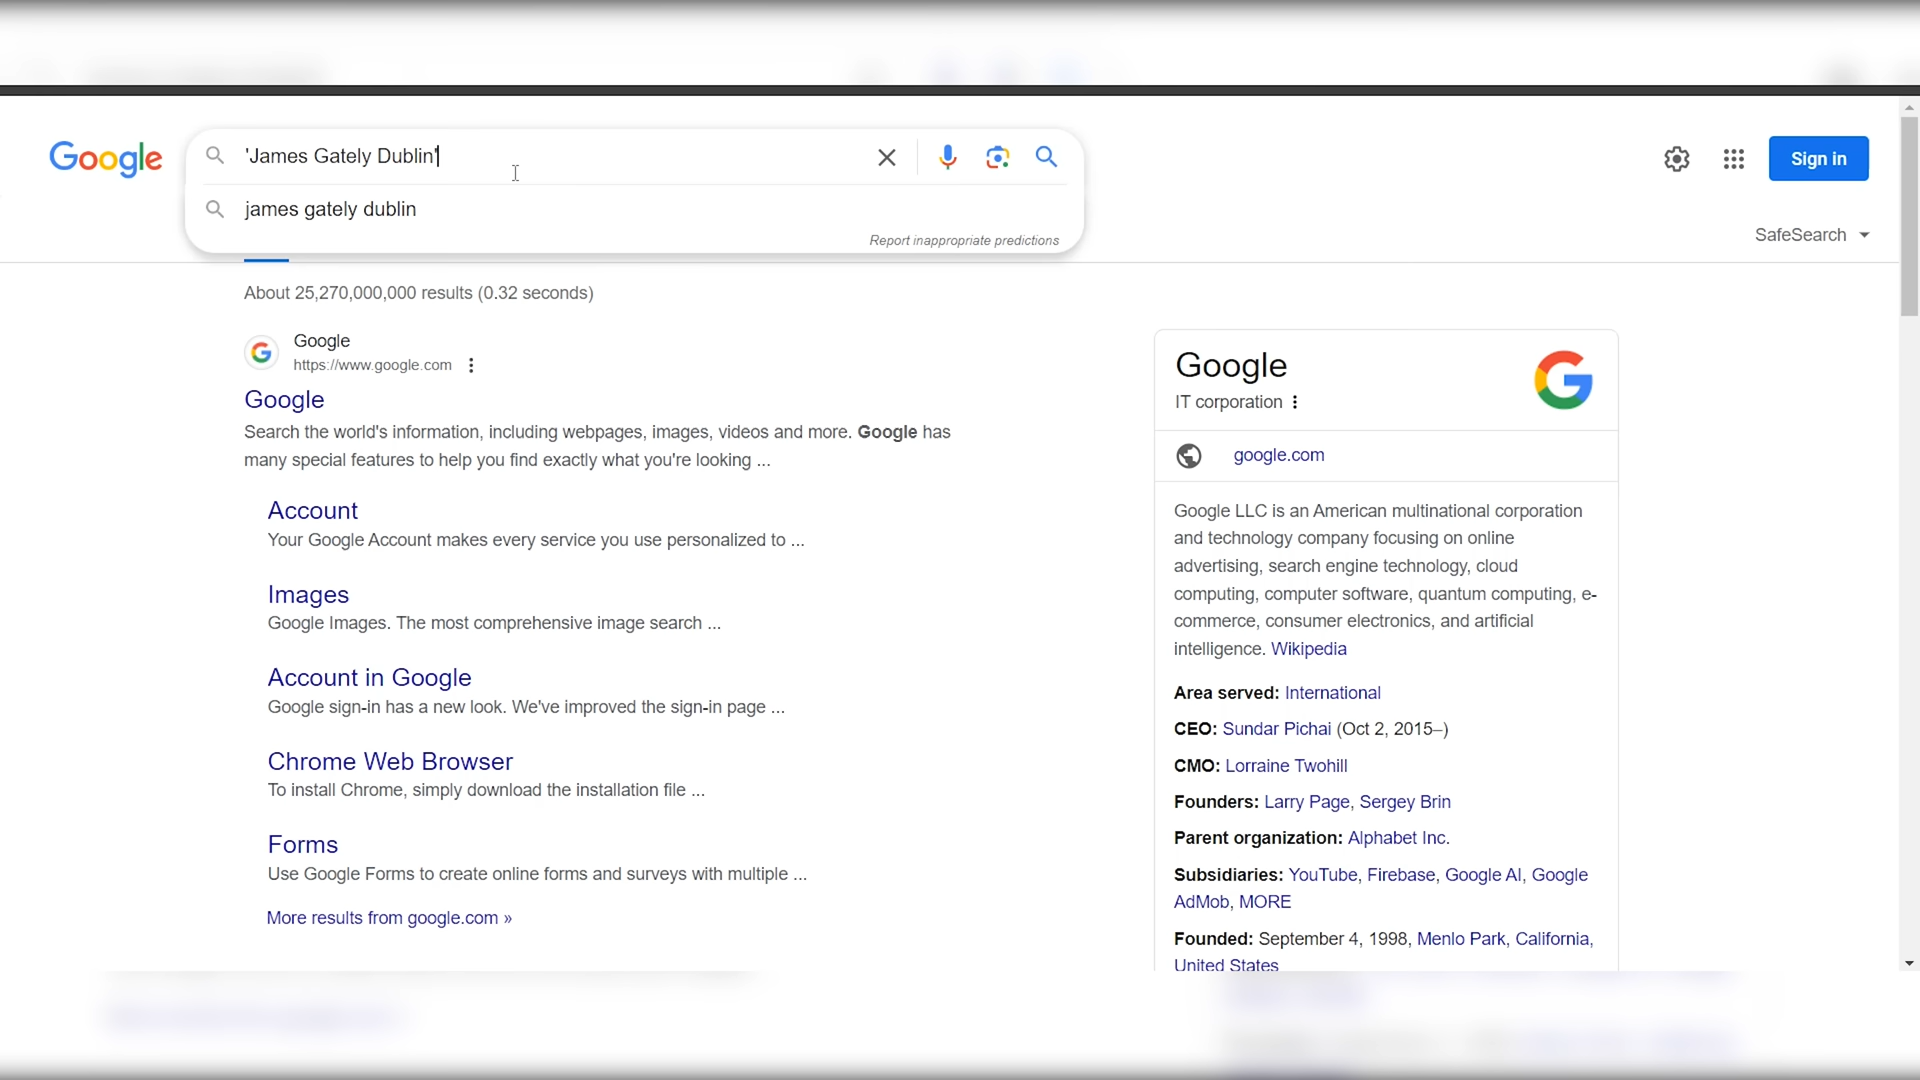 Google
'James Gately Dublin'
Sign in
james gately dublin
Report inappropriate predictions
SafeSearch
About 25,270,000,000 results (0.32 seconds)
Google
https://www.google.com
Google
Search the world's information, including webpages, images, videos and more. Google has
many special features to help you find exactly what you're looking ...
Account
Your Google Account makes every service you use personalized to ...
Images
Google Images. The most comprehensive image search ...
Account in Google
Google sign-in has a new look. We've improved the sign-in page ...
Chrome Web Browser
To install Chrome, simply download the installation file ...
Forms
Use Google Forms to create online forms and surveys with multiple ...
More results from google.com »
Google
IT corporation
google.com
Google LLC is an American multinational corporation
and technology company focusing on online
advertising, search engine technology, cloud
computing, computer software, quantum computing, e-
commerce, consumer electronics, and artificial
intelligence. Wikipedia
Area served: International
CEO: Sundar Pichai (Oct 2, 2015–)
CMO: Lorraine Twohill
Founders: Larry Page, Sergey Brin
Parent organization: Alphabet Inc.
Subsidiaries: YouTube, Firebase, Google AI, Google
AdMob, MORE
Founded: September 4, 1998, Menlo Park, California,
United States